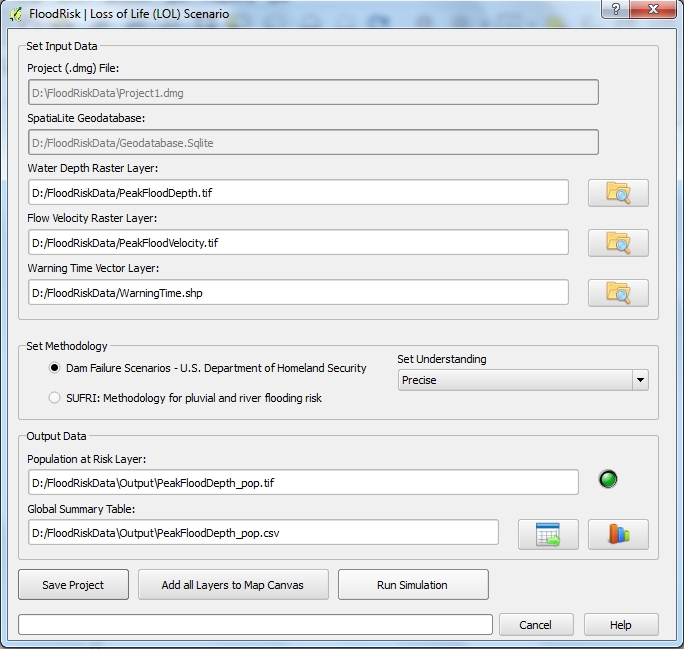 FloodRisk | Loss of Life (LOL) Scenario
?
Set Input Data
Project (.dmg) File:
D:\FloodRiskData\Project1.dmg
SpatiaLite Geodatabase:
D:/FloodRiskData/Geodatabase.Sqlite
Water Depth Raster Layer:
D:/FloodRiskData/PeakFloodDepth.tif
Flow Velocity Raster Layer:
D:/FloodRiskData/PeakFloodVelocity.tif
Warning Time Vector Layer:
D:/FloodRiskData/WarningTime.shp
Set Methodology
Dam Failure Scenarios - U.S. Department of Homeland Security
SUFRI: Methodology for pluvial and river flooding risk
Set Understanding
Precise
Output Data
Population at Risk Layer:
D:/FloodRiskData\Output\PeakFloodDepth_pop.tif
Global Summary Table:
D:/FloodRiskData\Output\PeakFloodDepth_pop.csv
Save Project
Add all Layers to Map Canvas
Run Simulation
Cancel
Help